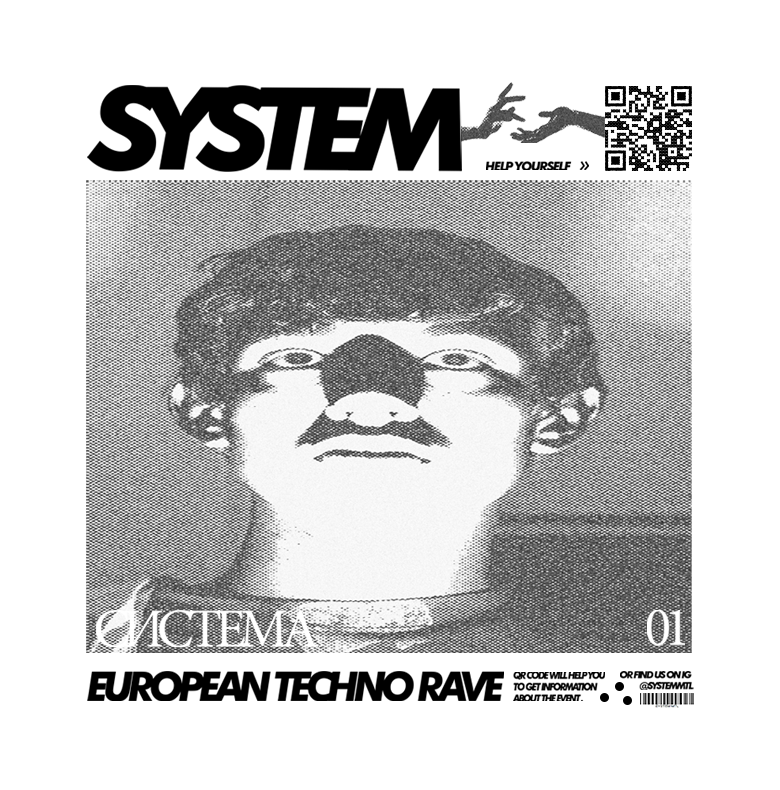 SYSTEM
HELP YOURSELF »
СИСТЕМА
01
EUROPEAN TECHNO RAVE
QR CODE WILL HELP YOU
TO GET INFORMATION
ABOUT THE EVENT.
OR FIND US ON IG
@SYSTEMMTL